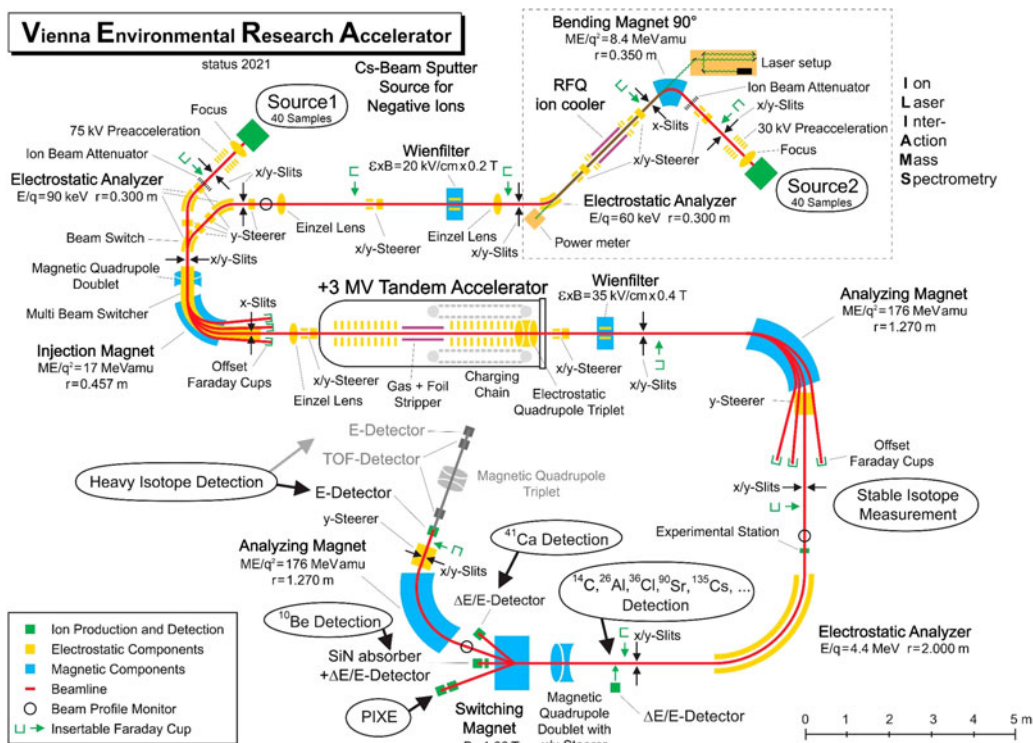 Vienna Environmental Research Accelerator
status 2021
Cs-Beam Sputter
Source for
Negative Ions
Source1
40 Samples
Focus
75 kV Preacceleration
Ion Beam Attenuator
x/y-Slits
Electrostatic Analyzer
E/q=90 keV r=0.300 m
y-Steerer
Beam Switch
x/y-Slits
Magnetic Quadrupole
Doublet
Multi Beam Switcher
Injection Magnet
ME/q²=17 MeVamu
r=0.457 m
x-Slits
Offset
Faraday Cups
Einzel Lens
x/y-Steerer
Wienfilter
ƐxB=20 kV/cm x 0.2 T
Einzel Lens
x/y-Slits
Bending Magnet 90°
ME/q²=8.4 MeVamu
r=0.350 m
Laser setup
Ion Beam Attenuator
x/y-Slits
RFQ
ion cooler
x-Slits
30 kV Preacceleration
Focus
x/y-Steerer
Source2
40 Samples
Electrostatic Analyzer
E/q=60 keV r=0.300 m
Power meter
Ion
Laser
Inter-
Action
Mass
Spectrometry
+3 MV Tandem Accelerator
x/y-Steerer
Einzel Lens
Gas + Foil
Stripper
Charging
Chain
Electrostatic
Quadrupole Triplet
x/y-Steerer
Wienfilter
ƐxB=35 kV/cm x 0.4 T
x/y-Slits
Analyzing Magnet
ME/q²=176 MeVamu
r=1.270 m
y-Steerer
Offset
Faraday Cups
x/y-Slits
Stable Isotope
Measurement
Experimental Station
Electrostatic Analyzer
E/q=4.4 MeV r=2.000 m
E-Detector
TOF-Detector
Magnetic Quadrupole
Triplet
Heavy Isotope Detection
E-Detector
y-Steerer
x/y-Slits
Analyzing Magnet
ME/q²=176 MeVamu
r=1.270 m
⁴¹Ca Detection
ΔE/E-Detector
¹⁴C,²⁶Al,³⁶Cl,⁹⁰Sr,¹³⁵Cs, ...
Detection
x/y-Slits
¹⁰Be Detection
SiN absorber
+ΔE/E-Detector
PIXE
Switching
Magnet
Magnetic
Quadrupole
Doublet with
ΔE/E-Detector
Ion Production and Detection
Electrostatic Components
Magnetic Components
Beamline
Beam Profile Monitor
Insertable Faraday Cup
0 1 2 3 4 5 m